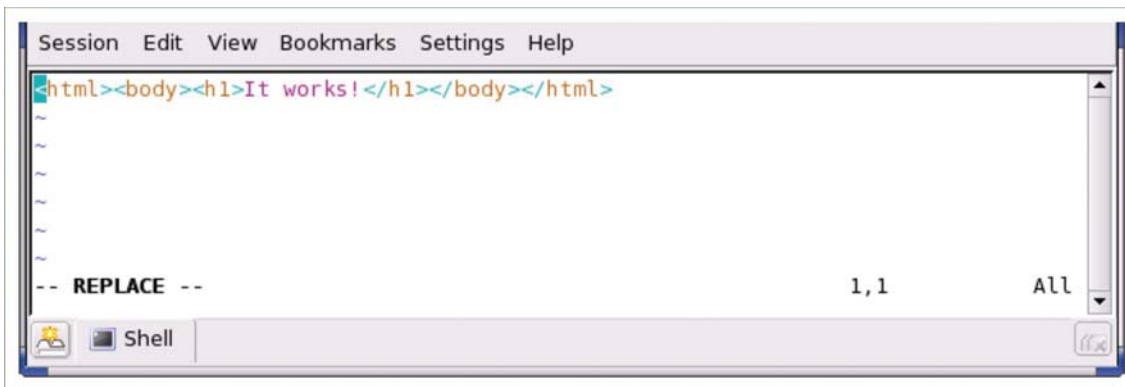 Session Edit View Bookmarks Settings Help
<html><body><h1>It works!</h1></body></html>
~
~
~
~
~
~
-- REPLACE -- 1,1 All
Shell